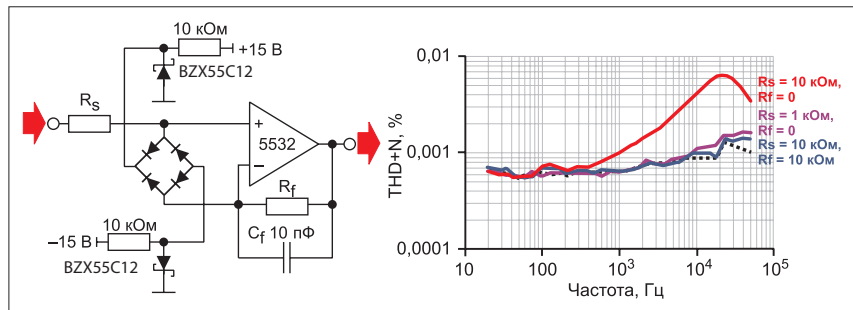 10 кОм
+15 В
BZX55C12
Rs
+
5532
–
Rf
Cf 10 пФ
10 кОм
–15 В
BZX55C12
THD+N, %
0,01
0,001
0,0001
10
100
10³
10⁴
10⁵
Частота, Гц
Rs = 10 кОм,
Rf = 0
Rs = 1 кОм,
Rf = 0
Rs = 10 кОм,
Rf = 10 кОм